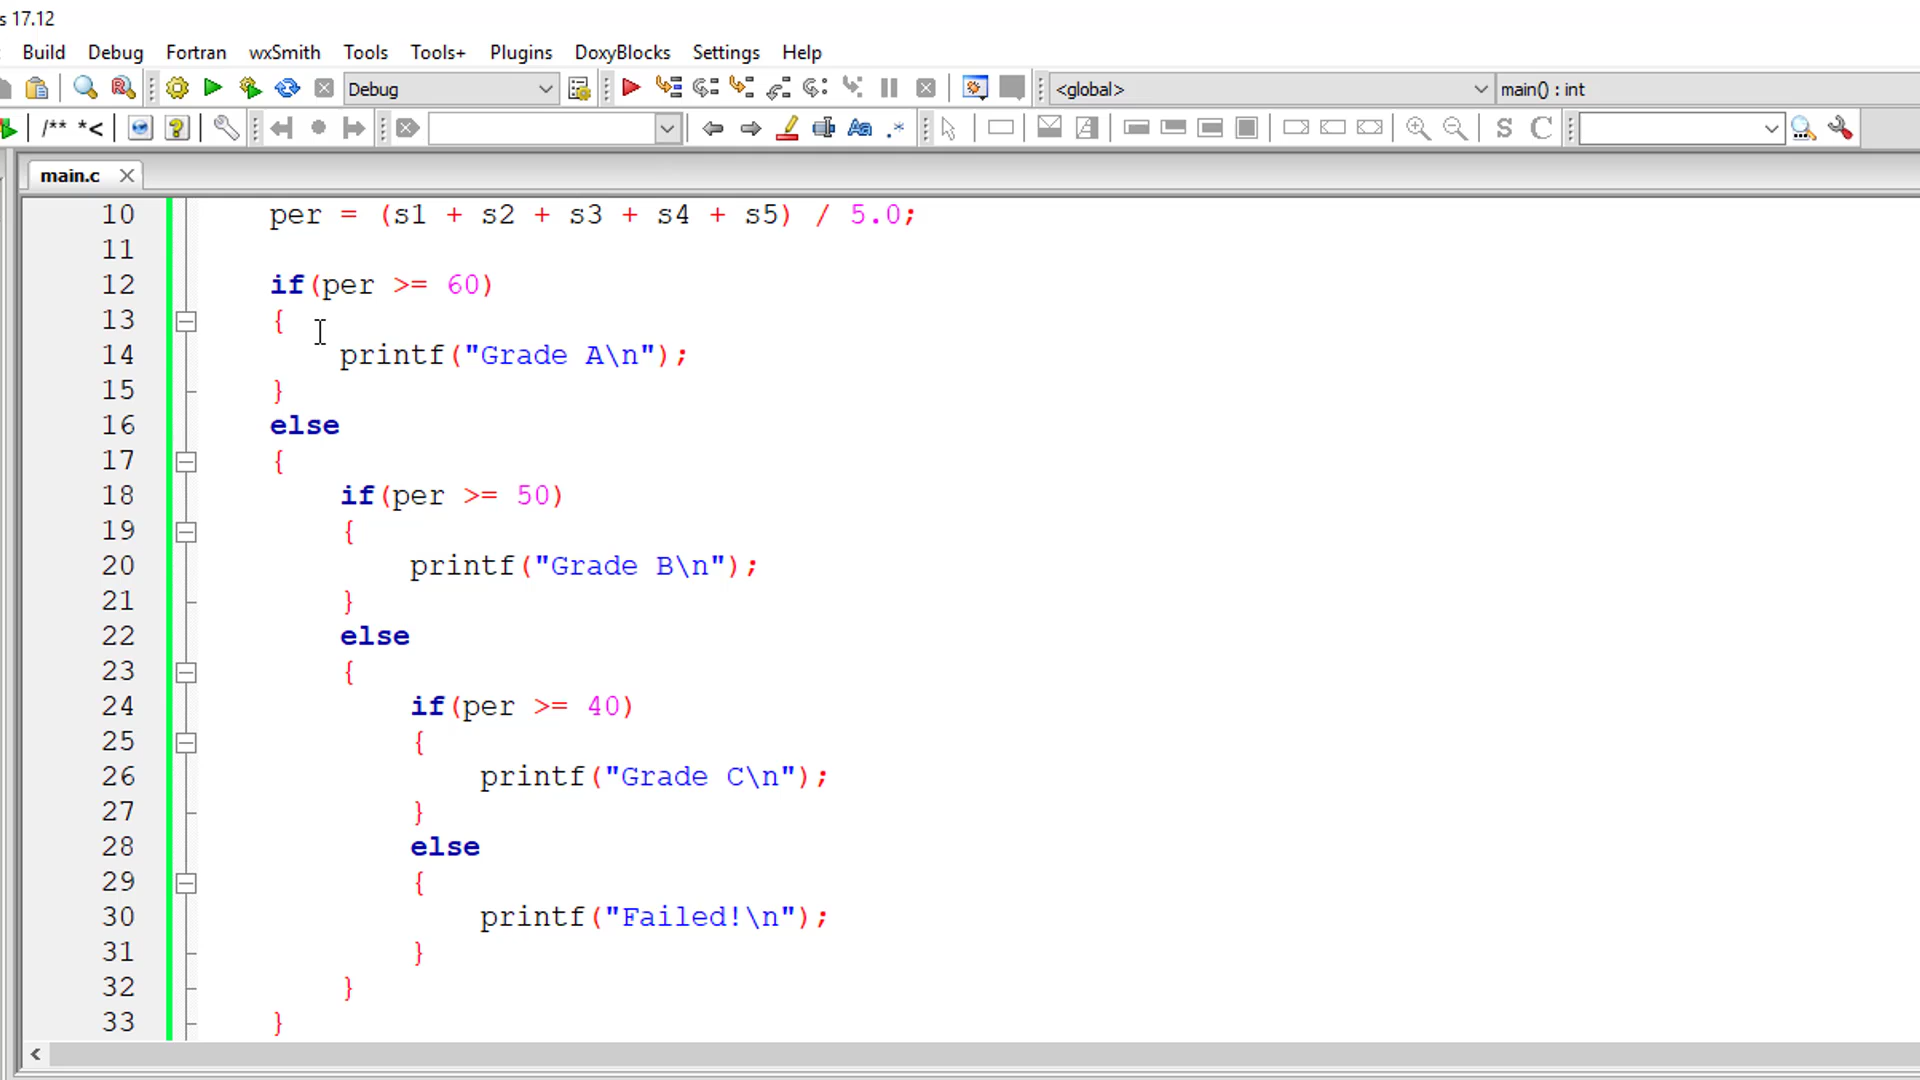 s 17.12
Build Debug Fortran wxSmith Tools Tools+ Plugins DoxyBlocks Settings Help
Debug <global> main() : int
/** *<
S C
main.c
10 per = (s1 + s2 + s3 + s4 + s5) / 5.0;
11
12 if(per >= 60)
13 {
14 printf("Grade A\n");
15 }
16 else
17 {
18 if(per >= 50)
19 {
20 printf("Grade B\n");
21 }
22 else
23 {
24 if(per >= 40)
25 {
26 printf("Grade C\n");
27 }
28 else
29 {
30 printf("Failed!\n");
31 }
32 }
33 }